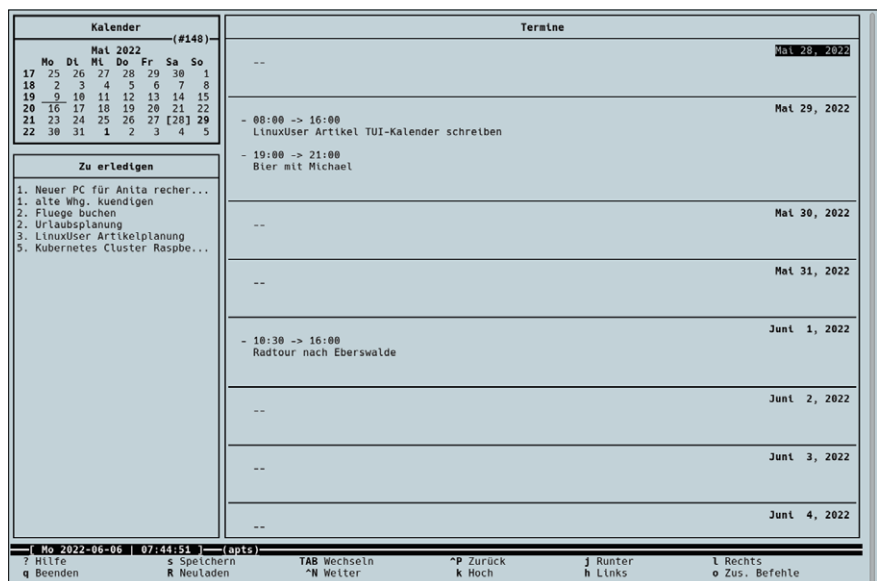 Kalender
(#148)
Mai 2022
Mo Di Mi Do Fr Sa So
17 25 26 27 28 29 30 1
18 2 3 4 5 6 7 8
19 9 10 11 12 13 14 15
20 16 17 18 19 20 21 22
21 23 24 25 26 27 [28] 29
22 30 31 1 2 3 4 5
Zu erledigen
1. Neuer PC für Anita recher...
1. alte Whg. kuendigen
2. Fluege buchen
2. Urlaubsplanung
3. LinuxUser Artikelplanung
5. Kubernetes Cluster Raspbe...
Termine
Mai 28, 2022
--
Mai 29, 2022
- 08:00 -> 16:00
LinuxUser Artikel TUI-Kalender schreiben
- 19:00 -> 21:00
Bier mit Michael
Mai 30, 2022
--
Mai 31, 2022
--
Juni 1, 2022
- 10:30 -> 16:00
Radtour nach Eberswalde
Juni 2, 2022
--
Juni 3, 2022
--
Juni 4, 2022
--
[ Mo 2022-06-06 | 07:44:51 ] (apts)
? Hilfe s Speichern TAB Wechseln ^P Zurück j Runter l Rechts
q Beenden R Neuladen ^N Weiter k Hoch h Links o Zus. Befehle